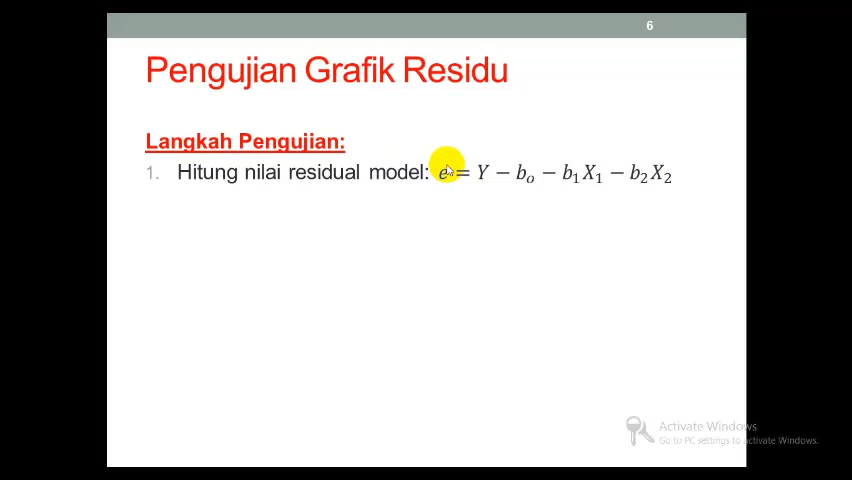 6
Pengujian Grafik Residu
Langkah Pengujian:
1. Hitung nilai residual model: e = Y − b₀ − b₁X₁ − b₂X₂
Activate Windows
Go to PC settings to activate Windows.